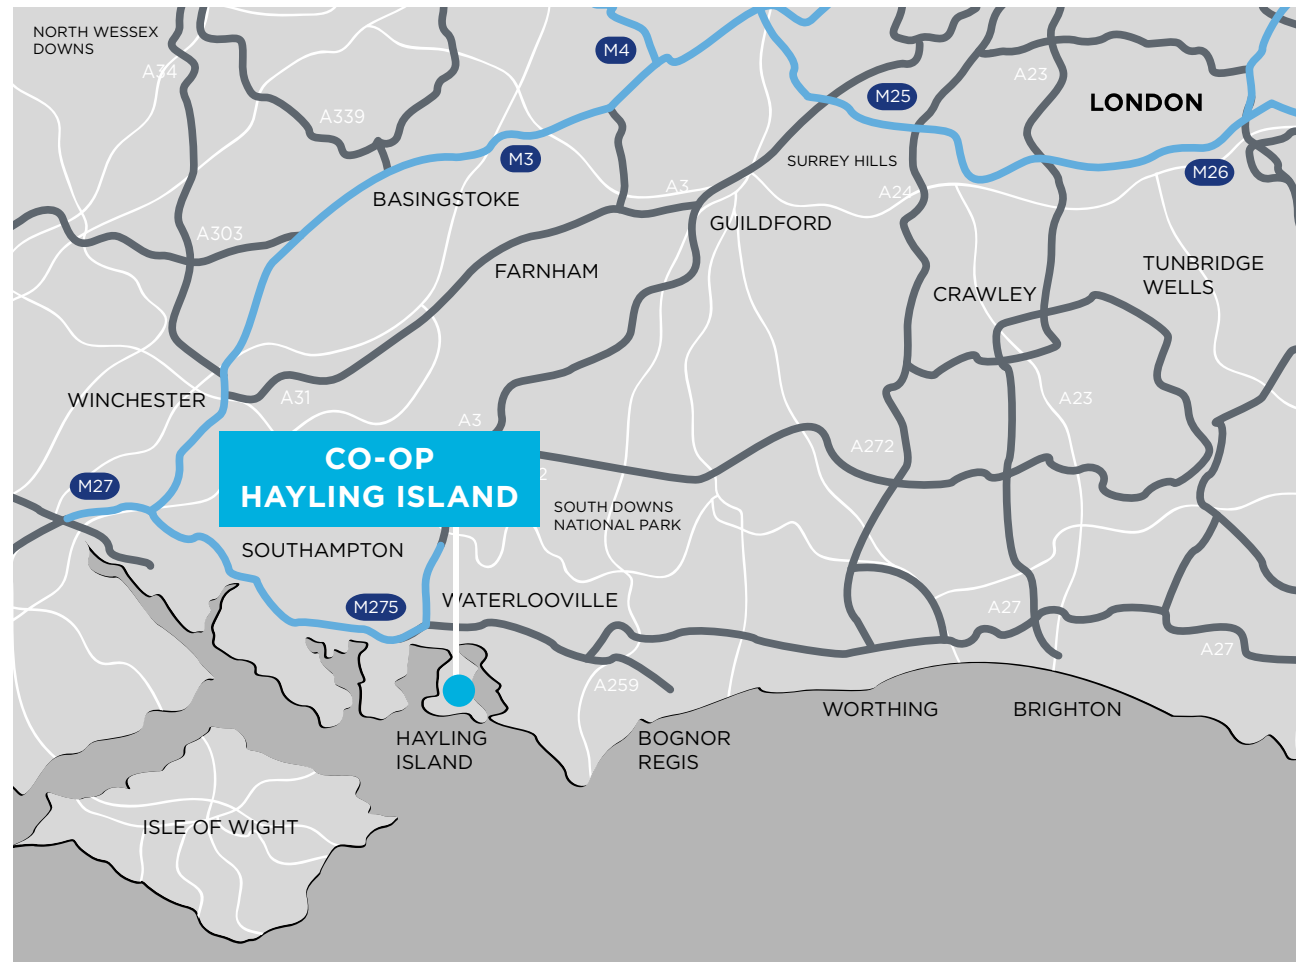 NORTH WESSEX
DOWNS
M4
A34
A23
M25
LONDON
A339
M3
SURREY HILLS
M26
BASINGSTOKE
A3
A24
GUILDFORD
A303
FARNHAM
TUNBRIDGE
WELLS
CRAWLEY
WINCHESTER
A31
A23
A3
CO-OP
HAYLING ISLAND
A272
2
M27
SOUTH DOWNS
NATIONAL PARK
SOUTHAMPTON
M275
WATERLOOVILLE
A27
A27
A259
WORTHING
BRIGHTON
HAYLING
ISLAND
BOGNOR
REGIS
ISLE OF WIGHT